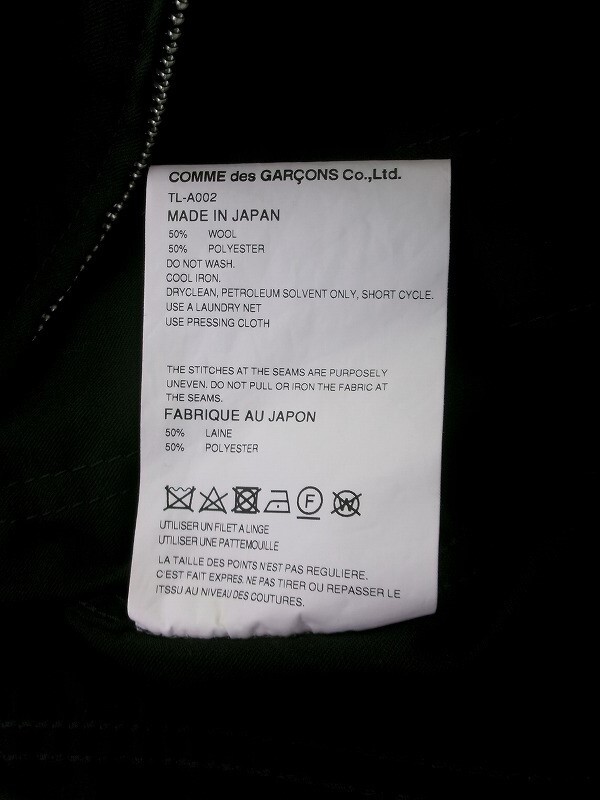 COMME des GARÇONS Co.,Ltd.
TL-A002
MADE IN JAPAN
50% WOOL
50% POLYESTER
DO NOT WASH.
COOL IRON.
DRYCLEAN, PETROLEUM SOLVENT ONLY, SHORT CYCLE.
USE A LAUNDRY NET
USE PRESSING CLOTH
THE STITCHES AT THE SEAMS ARE PURPOSELY
UNEVEN. DO NOT PULL OR IRON THE FABRIC AT
THE SEAMS.
FABRIQUE AU JAPON
50% LAINE
50% POLYESTER
F W
UTILISER UN FILET A LINGE
UTILISER UNE PATTEMOUILLE
LA TAILLE DES POINTS N'EST PAS REGULIERE.
C'EST FAIT EXPRES. NE PAS TIRER OU REPASSER LE
ITSSU AU NIVEAU DES COUTURES.